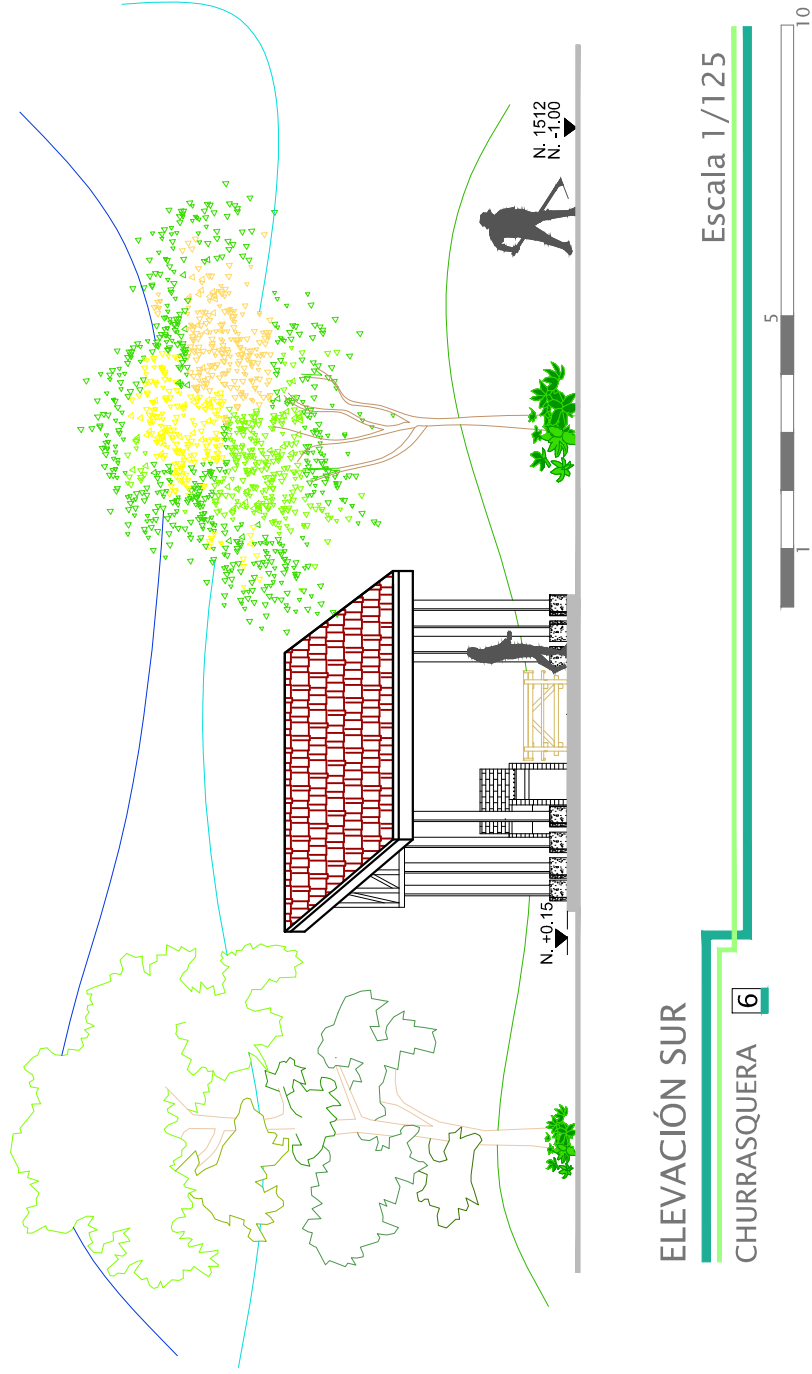 N. +0.15
N. 1512
N. -1.00
ELEVACIÓN SUR
Escala 1/125
CHURRASQUERA 6
1 5 10